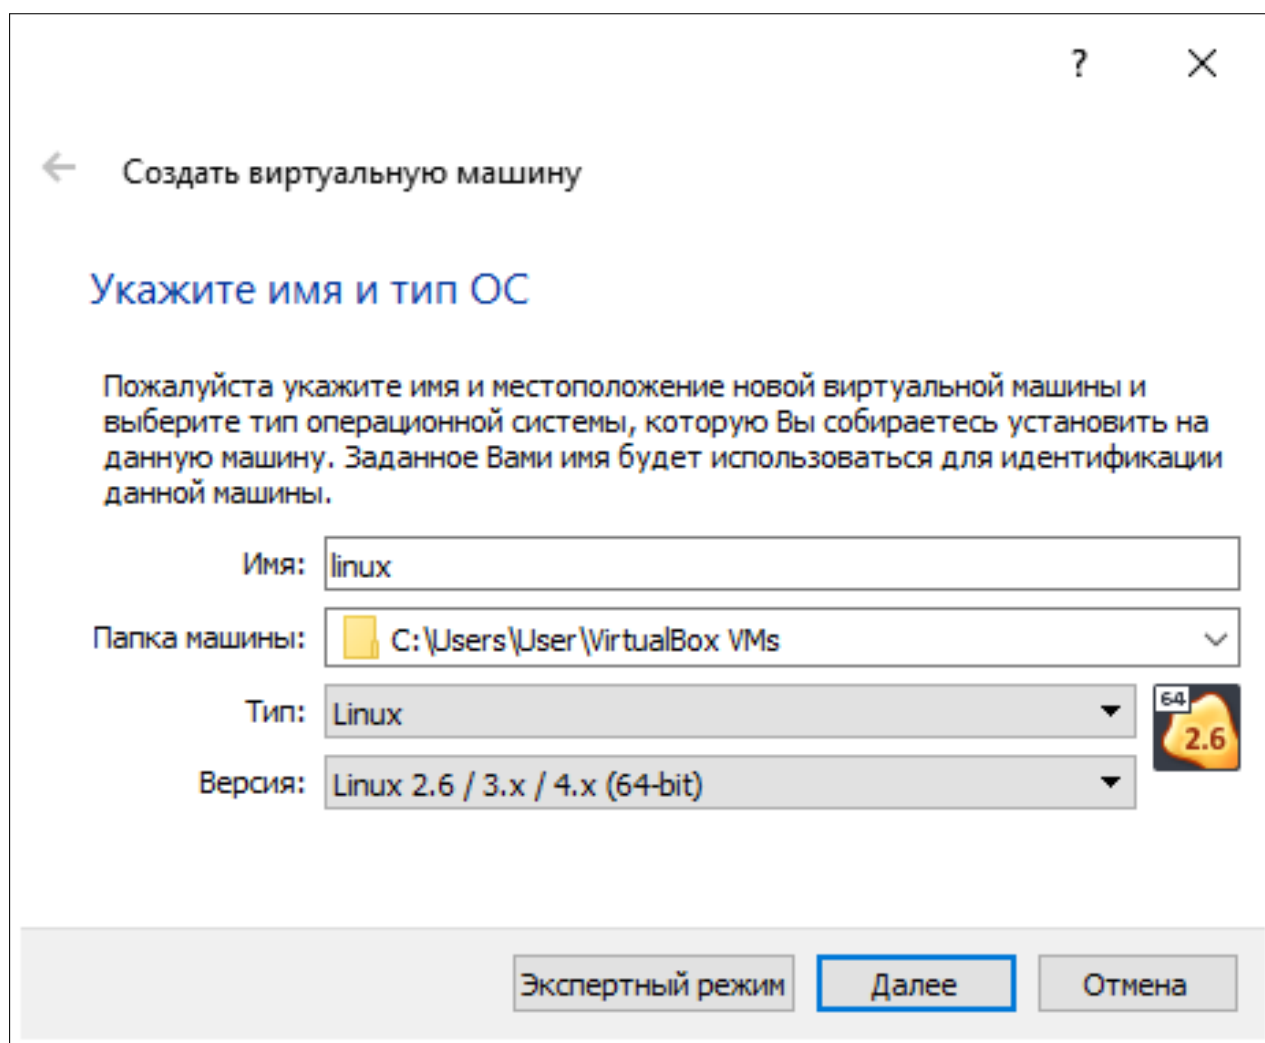 ?
Создать виртуальную машину
Укажите имя и тип ОС
Пожалуйста укажите имя и местоположение новой виртуальной машины и
выберите тип операционной системы, которую Вы собираетесь установить на
данную машину. Заданное Вами имя будет использоваться для идентификации
данной машины.
Имя: linux
Папка машины: C:\Users\User\VirtualBox VMs
Тип: Linux
64
2.6
Версия: Linux 2.6 / 3.x / 4.x (64-bit)
Экспертный режим Далее Отмена